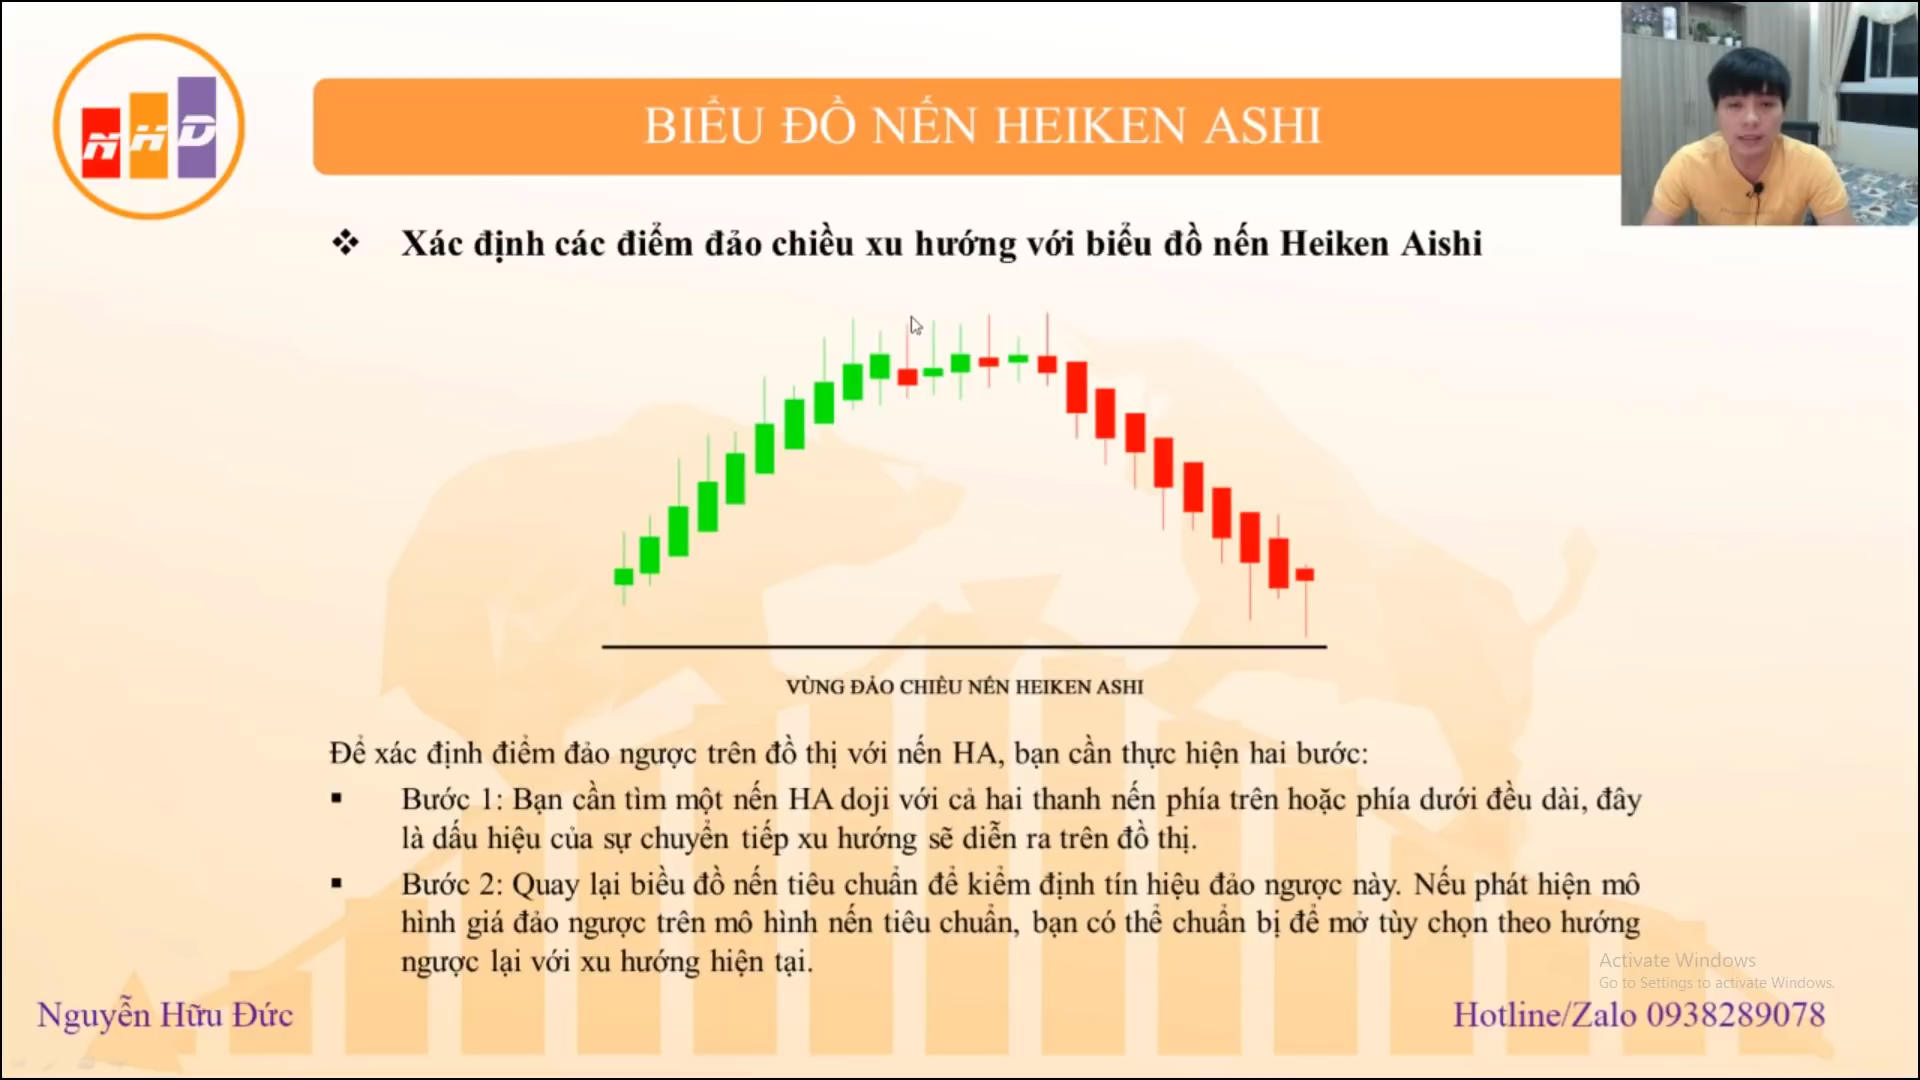 NHD
BIỂU ĐỒ NẾN HEIKEN ASHI
❖ Xác định các điểm đảo chiều xu hướng với biểu đồ nến Heiken Aishi
VÙNG ĐẢO CHIỀU NẾN HEIKEN ASHI
Để xác định điểm đảo ngược trên đồ thị với nến HA, bạn cần thực hiện hai bước:
▪ Bước 1: Bạn cần tìm một nến HA doji với cả hai thanh nến phía trên hoặc phía dưới đều dài, đây
là dấu hiệu của sự chuyển tiếp xu hướng sẽ diễn ra trên đồ thị.
▪ Bước 2: Quay lại biều đồ nến tiêu chuẩn để kiểm định tín hiệu đảo ngược này. Nếu phát hiện mô
hình giá đảo ngược trên mô hình nến tiêu chuẩn, bạn có thể chuẩn bị để mở tùy chọn theo hướng
ngược lại với xu hướng hiện tại.
Activate Windows
Go to Settings to activate Windows.
Nguyễn Hữu Đức
Hotline/Zalo 0938289078